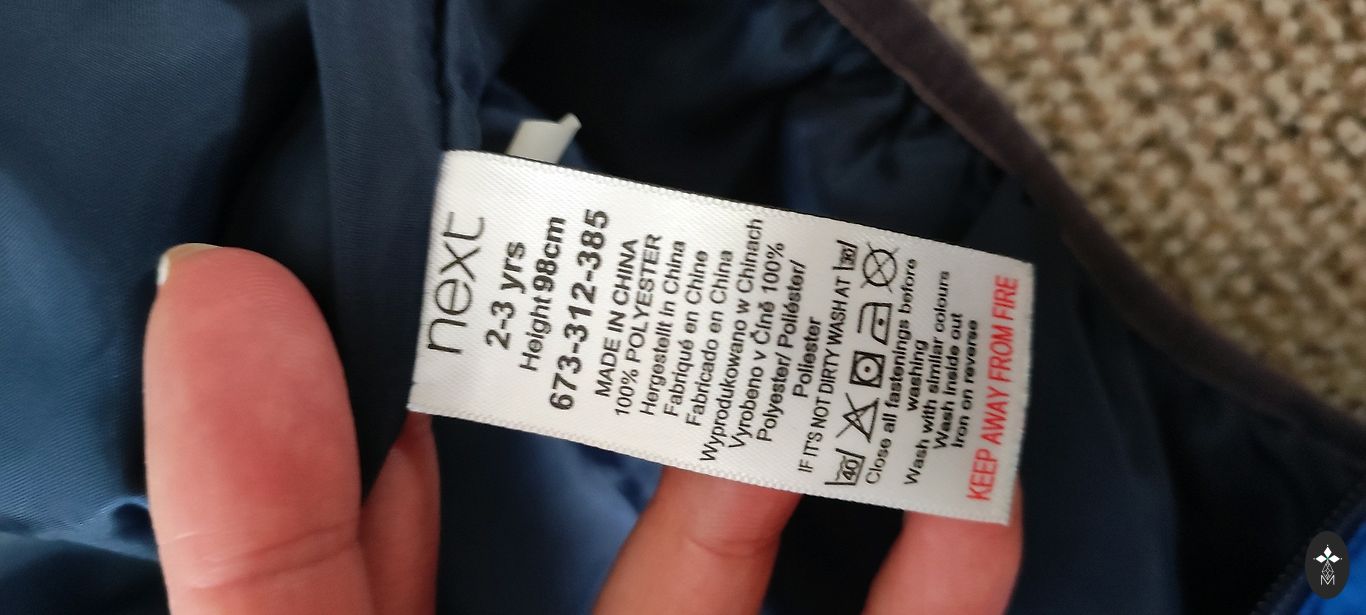 next
2-3 yrs
Height 98cm
673-312-385
MADE IN CHINA
100% POLYESTER
Hergestellt in China
Fabriqué en Chine
Fabricado en China
Wyprodukowano w Chinach
Vyrobeno v Číně 100%
Polyester/ Poliéster/
Poliester
IF IT'S NOT DIRTY WASH AT 30
40
Close all fastenings before
washing
Wash with similar colours
Wash inside out
Iron on reverse
KEEP AWAY FROM FIRE
M